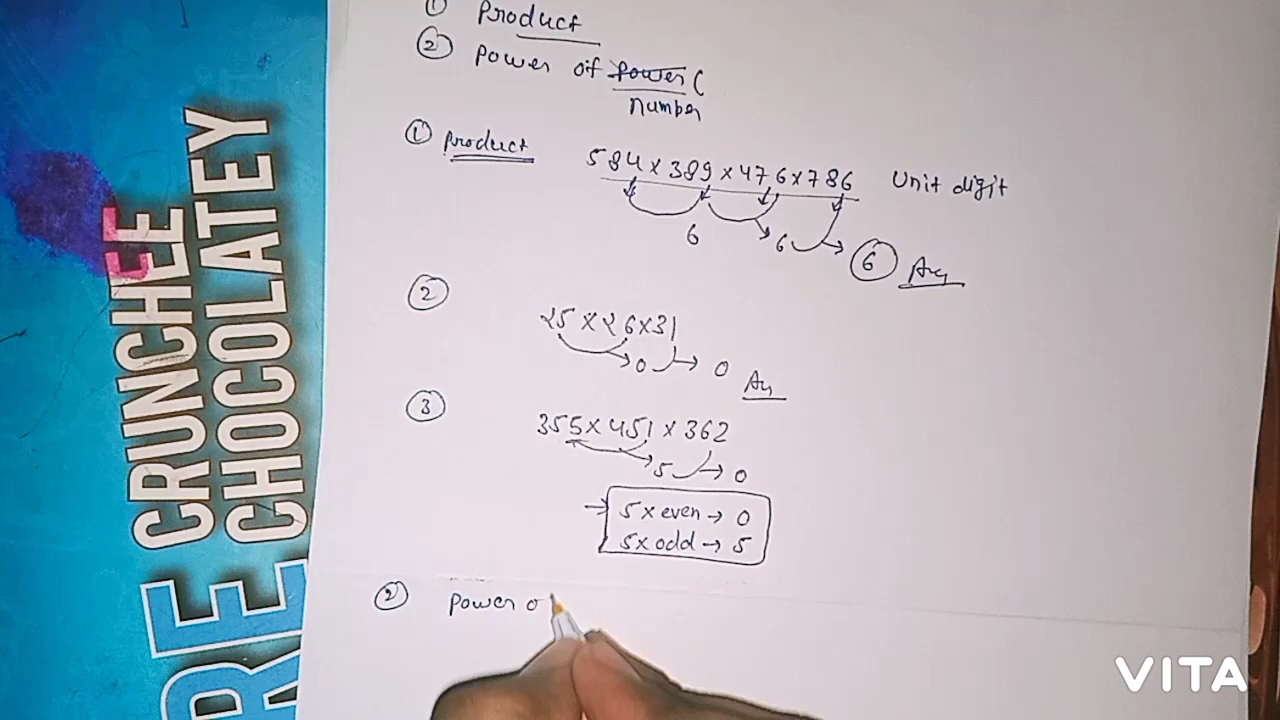 ① Product
② Power of power (
number
① Product 584 x 389 x 476 x 786 Unit digit
6 6 6 Ans
② 25 x 26 x 31
0 0 Ans
③ 355 x 451 x 362
5 0
5 x even → 0
5 x odd → 5
② Power o
CRUNCHEE
CHOCOLATEY
RE
VITA